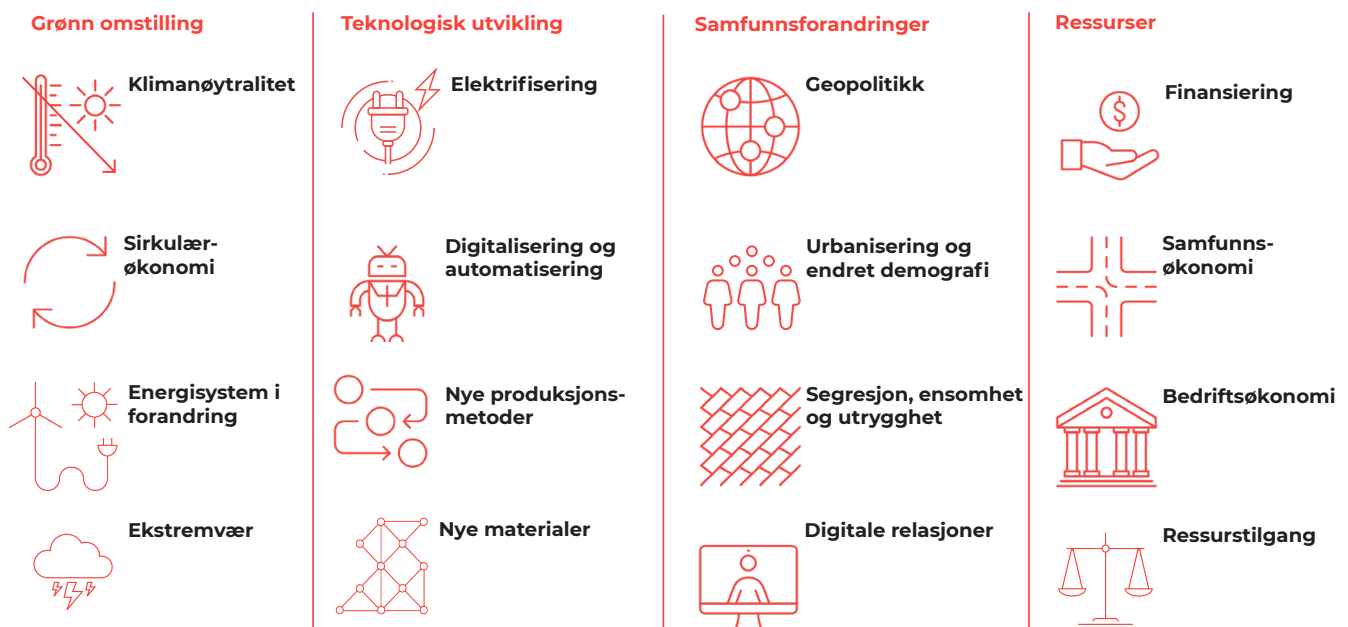 Grønn omstilling
Klimanøytralitet
Sirkulær-
økonomi
Energisystem i
forandring
Ekstremvær
Teknologisk utvikling
Elektrifisering
Digitalisering og
automatisering
Nye produksjons-
metoder
Nye materialer
Samfunnsforandringer
Geopolitikk
Urbanisering og
endret demografi
Segresjon, ensomhet
og utrygghet
Digitale relasjoner
Ressurser
$
Finansiering
Samfunns-
økonomi
Bedriftsøkonomi
Ressurstilgang